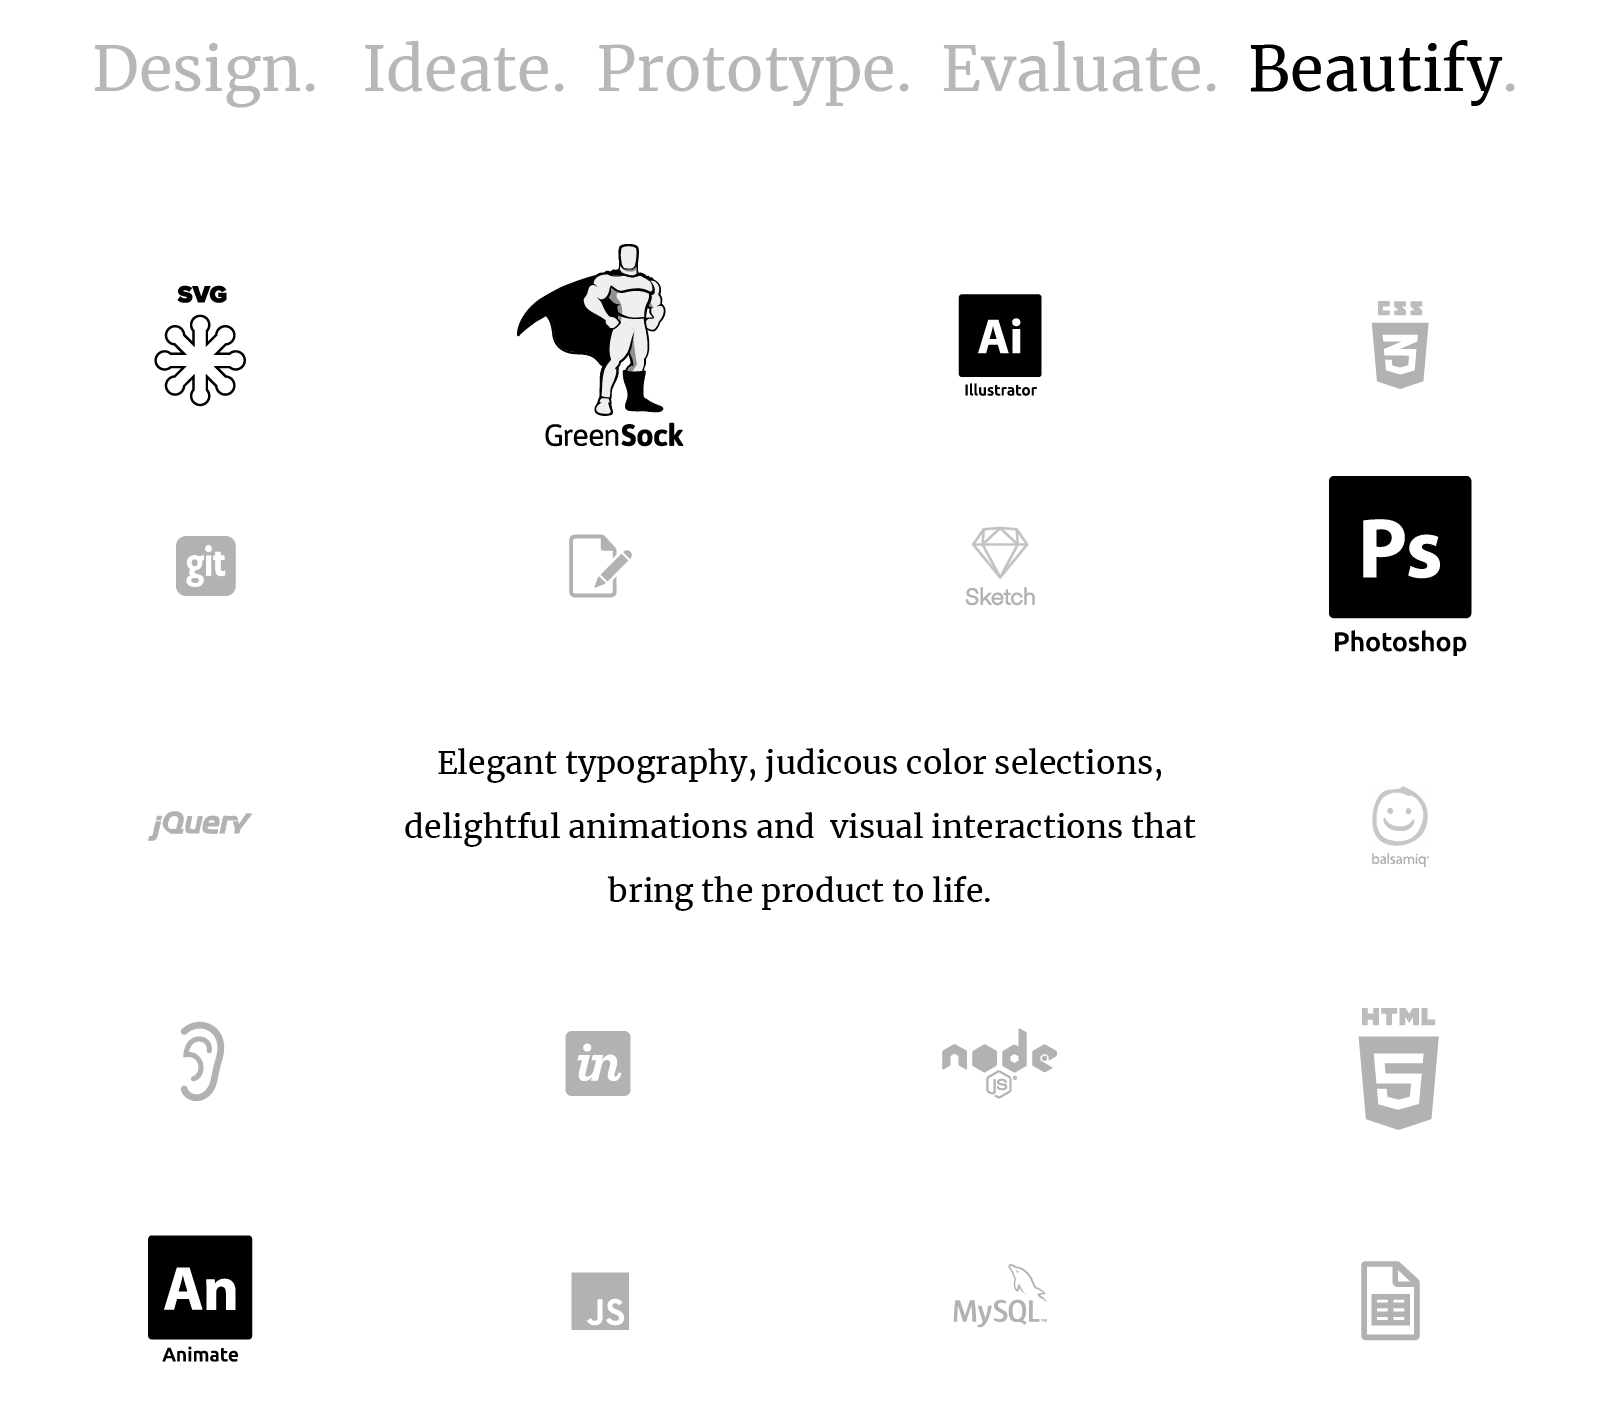 Design. Ideate. Prototype. Evaluate. Beautify.
SVG
GreenSock
Ai
Illustrator
CSS
3
git
Sketch
Ps
Photoshop
jQuery
Elegant typography, judicous color selections,
delightful animations and  visual interactions that
bring the product to life.
balsamiq
in
node
JS
HTML
5
An
Animate
JS
MySQL™